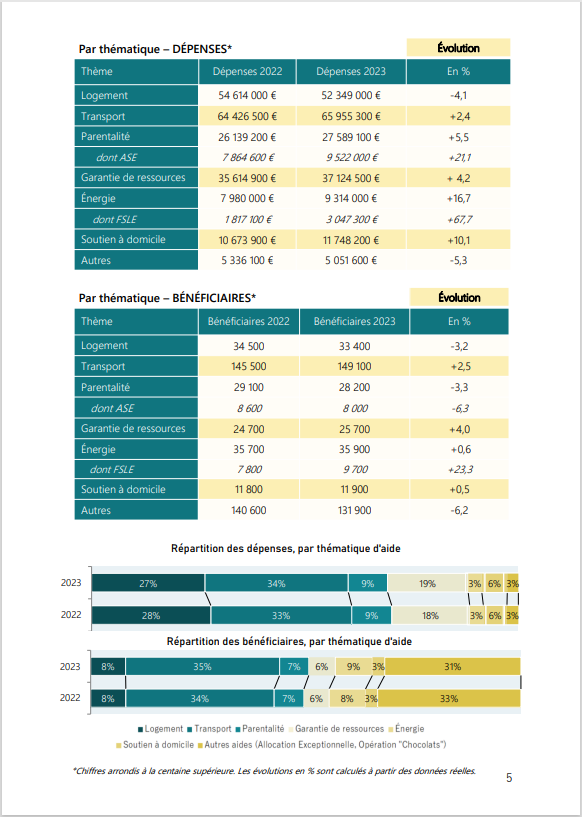 Par thématique – DÉPENSES* Évolution
Thème Dépenses 2022 Dépenses 2023 En %
Logement 54 614 000 € 52 349 000 € -4,1
Transport 64 426 500 € 65 955 300 € +2,4
Parentalité 26 139 200 € 27 589 100 € +5,5
dont ASE 7 864 600 € 9 522 000 € +21,1
Garantie de ressources 35 614 900 € 37 124 500 € + 4,2
Énergie 7 980 000 € 9 314 000 € +16,7
dont FSLE 1 817 100 € 3 047 300 € +67,7
Soutien à domicile 10 673 900 € 11 748 200 € +10,1
Autres 5 336 100 € 5 051 600 € -5,3
Par thématique – BÉNÉFICIAIRES* Évolution
Thème Bénéficiaires 2022 Bénéficiaires 2023 En %
Logement 34 500 33 400 -3,2
Transport 145 500 149 100 +2,5
Parentalité 29 100 28 200 -3,3
dont ASE 8 600 8 000 -6,3
Garantie de ressources 24 700 25 700 +4,0
Énergie 35 700 35 900 +0,6
dont FSLE 7 800 9 700 +23,3
Soutien à domicile 11 800 11 900 +0,5
Autres 140 600 131 900 -6,2
Répartition des dépenses, par thématique d'aide
2023 27% 34% 9% 19% 3% 6% 3%
2022 28% 33% 9% 18% 3% 6% 3%
Répartition des bénéficiaires, par thématique d'aide
2023 8% 35% 7% 6% 9% 3% 31%
2022 8% 34% 7% 6% 8% 3% 33%
Logement Transport Parentalité Garantie de ressources Énergie
Soutien à domicile Autres aides (Allocation Exceptionnelle, Opération "Chocolats")
*Chiffres arrondis à la centaine supérieure. Les évolutions en % sont calculés à partir des données réelles.
5